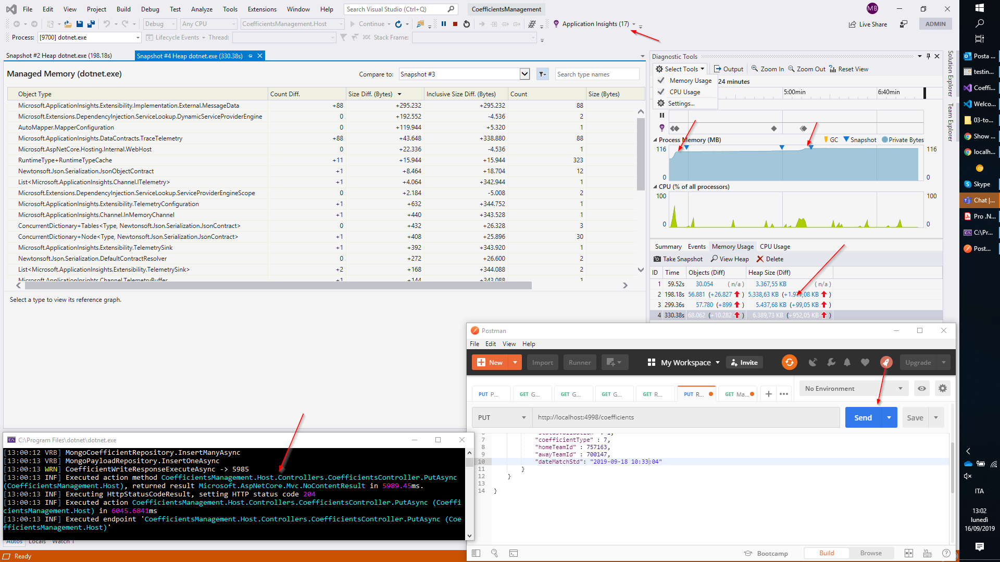 File Edit View Project Build Debug Test Analyze Tools Extensions Window Help Search Visual Studio (Ctrl+Q) CoefficientsManagement MB
Debug Any CPU CoefficientsManagement.Host Continue Application Insights (17) Live Share ADMIN
Process: [9700] dotnet.exe Lifecycle Events Thread: Stack Frame:
Snapshot #2 Heap dotnet.exe (198.18s) Snapshot #4 Heap dotnet.exe (330.38s)
Managed Memory (dotnet.exe) Compare to: Snapshot #3 Search type names
Object Type Count Diff. Size Diff. (Bytes) Inclusive Size Diff. (Bytes) Count Size (Bytes)
Microsoft.ApplicationInsights.Extensibility.Implementation.External.MessageData +88 +295.232 +295.232 88
Microsoft.Extensions.DependencyInjection.ServiceLookup.DynamicServiceProviderEngine 0 +192.552 -4.536 2
AutoMapper.MapperConfiguration 0 +119.944 +5.320 1
Microsoft.ApplicationInsights.DataContracts.TraceTelemetry +88 +43.648 +338.880 88
Microsoft.AspNetCore.Hosting.Internal.WebHost 0 +22.336 -4.536 1
RuntimeType+RuntimeTypeCache +11 +15.944 +15.944 323
Newtonsoft.Json.Serialization.JsonObjectContract +1 +8.464 +18.704 12
List<Microsoft.ApplicationInsights.Channel.ITelemetry> +1 +4.064 +342.944 1
Microsoft.Extensions.DependencyInjection.ServiceLookup.ServiceProviderEngineScope 0 +2.184 -5.008 2
Microsoft.ApplicationInsights.Extensibility.TelemetryConfiguration +1 +632 +344.752 1
Microsoft.ApplicationInsights.Channel.InMemoryChannel +1 +440 +343.528 1
ConcurrentDictionary+Tables<Type, Newtonsoft.Json.Serialization.JsonContract> 0 +432 +26.328 3
ConcurrentDictionary+Node<Type, Newtonsoft.Json.Serialization.JsonContract> +1 +408 +25.896 30
Microsoft.ApplicationInsights.Extensibility.TelemetrySink +1 +392 +343.920 1
Newtonsoft.Json.Serialization.DefaultContractResolver 0 +272 +26.600 2
List<Microsoft.ApplicationInsights.Extensibility.TelemetrySink> +2 +168 +344.088 2
Microsoft.ApplicationInsights.Channel.TelemetryBuffer +1 +144 +343.088 1
Select a type to view its reference graph.
Diagnostic Tools
Select Tools Output Zoom In Zoom Out Reset View
Memory Usage 24 minutes
CPU Usage 5:00min 6:40min
Settings...
Process Memory (MB) GC Snapshot Private Bytes
116 116
0 0
CPU (% of all processors)
100 100
0 0
Summary Events Memory Usage CPU Usage
Take Snapshot View Heap Delete
ID Time Objects (Diff) Heap Size (Diff)
1 59.52s 30.054 (n/a) 3.367,55 KB (n/a)
2 198.18s 56.881 (+26.827) 5.338,63 KB (+1.971,08 KB)
3 299.36s 57.780 (+899) 5.437,68 KB (+99,05 KB)
4 330.38s 68.062 (+10.282) 6.389,73 KB (+952,05 KB)
Solution Explorer
Team Explorer
C:\Program Files\dotnet\dotnet.exe
[13:00:12 VRB] MongoCoefficientRepository.InsertManyAsync
[13:00:13 VRB] MongoPayloadRepository.InsertOneAsync
[13:00:13 WRN] CoefficientWriteResponseExecuteAsync -> 5985
[13:00:13 INF] Executed action method CoefficientsManagement.Host.Controllers.CoefficientsController.PutAsync
(CoefficientsManagement.Host), returned result Microsoft.AspNetCore.Mvc.NoContentResult in 5989.45ms.
[13:00:13 INF] Executing HttpStatusCodeResult, setting HTTP status code 204
[13:00:13 INF] Executed action CoefficientsManagement.Host.Controllers.CoefficientsController.PutAsync (Coeffi
cientsManagement.Host) in 6045.6841ms
[13:00:13 INF] Executed endpoint 'CoefficientsManagement.Host.Controllers.CoefficientsController.PutAsync (Coe
fficientsManagement.Host)'
Autos Locals Watch 1
Ready
Postman
File Edit View Help
New Import Runner My Workspace Invite Upgrade
PUT P... GET G... GET G... GET G... GET R... PUT R... GET Ma... No Environment
PUT http://localhost:4998/coefficients Send Save
7 "coefficientType" : 7,
8 "homeTeamId" : 757163,
9 "awayTeamId" : 700147,
10 "dateMatchStd": "2019-09-18 10:33:04"
11 }
12 }
13
14 }
Bootcamp Build Browse
Posta ...
testin...
Coeffi...
Welco...
03-to...
Show ...
localh...
Skype
Chat |...
Pro .N...
C:\Pr...
Post...
ITA
13:02
lunedì
16/09/2019